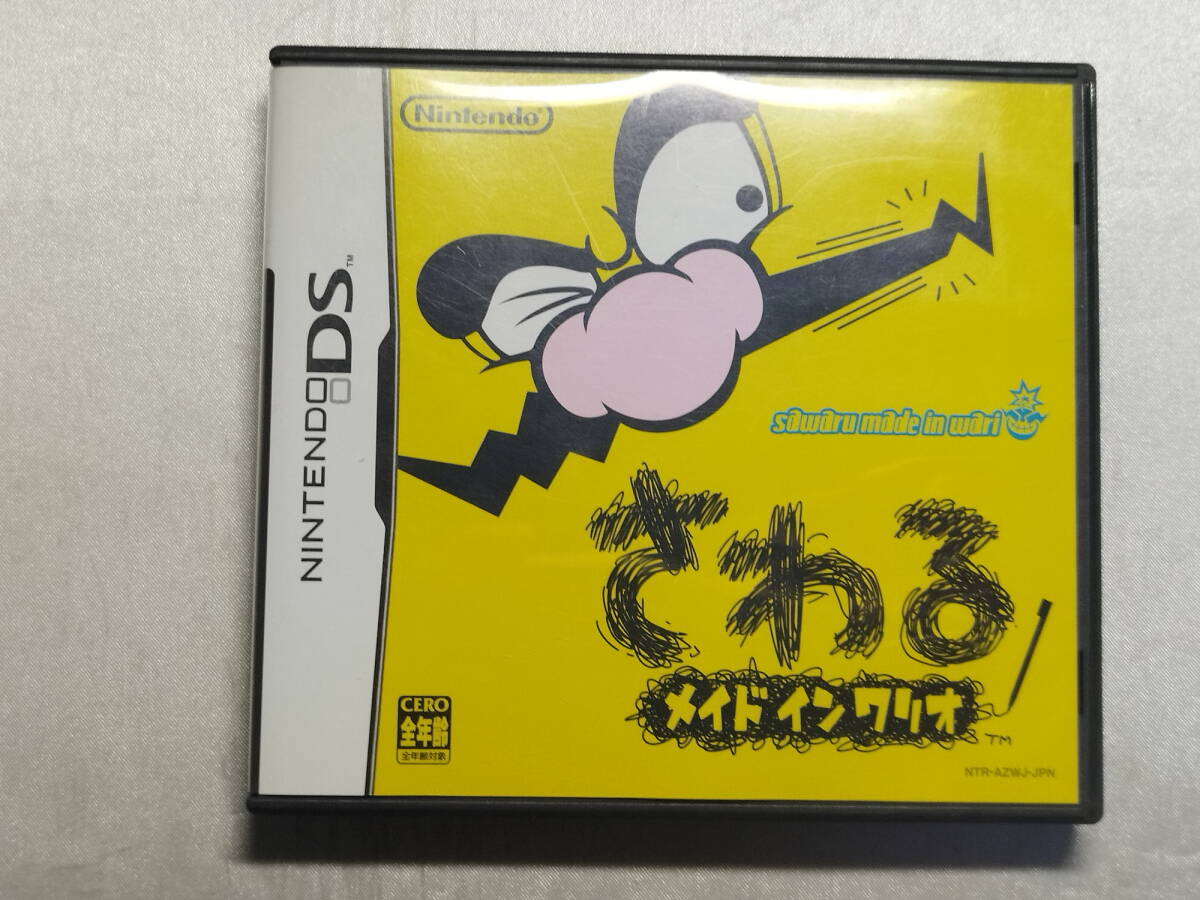 Nintendo®
NINTENDO DS™
sawaru made in wari
さわる
メイド イン ワリオ
TM
CERO
全年齢
全年齢対象
NTR-AZWJ-JPN